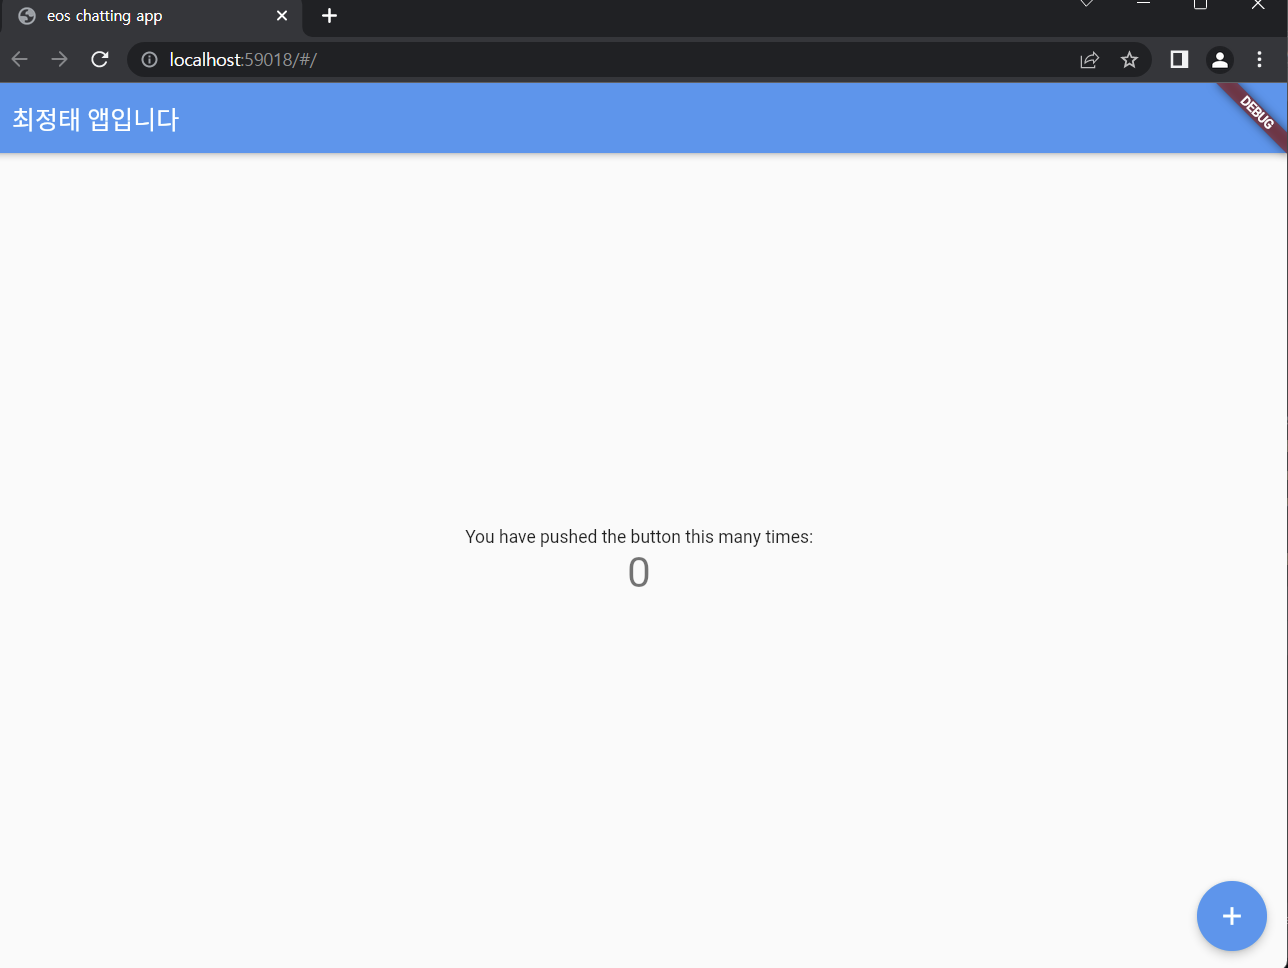 eos chatting app
localhost:59018/#/
최정태 앱입니다
DEBUG
You have pushed the button this many times:
0